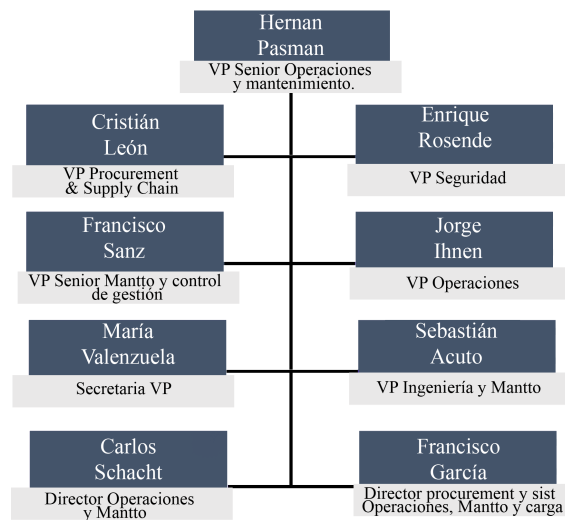 Hernan
Pasman
VP Senior Operaciones
y mantenimiento.
Cristián
León
VP Procurement
& Supply Chain
Enrique
Rosende
VP Seguridad
Francisco
Sanz
VP Senior Mantto y control
de gestión
Jorge
Ihnen
VP Operaciones
María
Valenzuela
Secretaria VP
Sebastián
Acuto
VP Ingeniería y Mantto
Carlos
Schacht
Director Operaciones
y Mantto
Francisco
García
Director procurement y sist
Operaciones, Mantto y carga